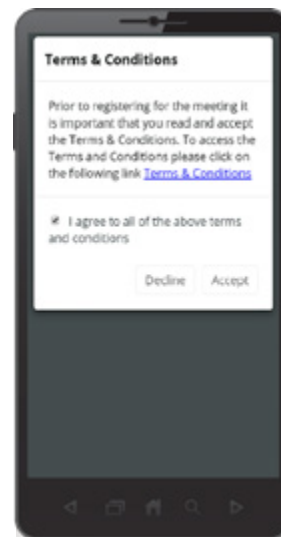 Terms & Conditions
Prior to registering for the meeting it
is important that you read and accept
the Terms & Conditions. To access the
Terms and Conditions please click on
the following link Terms & Conditions
I agree to all of the above terms
and conditions
Decline Accept